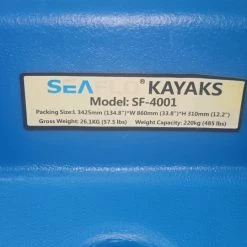 SEAFLO® KAYAKS
Model: SF-4001
Packing Size:L 3425mm (134.8")*W 860mm (33.8")*H 310mm (12.2")
Gross Weight: 26.1KG (57.5 lbs) Weight Capacity: 220kg (485 lbs)